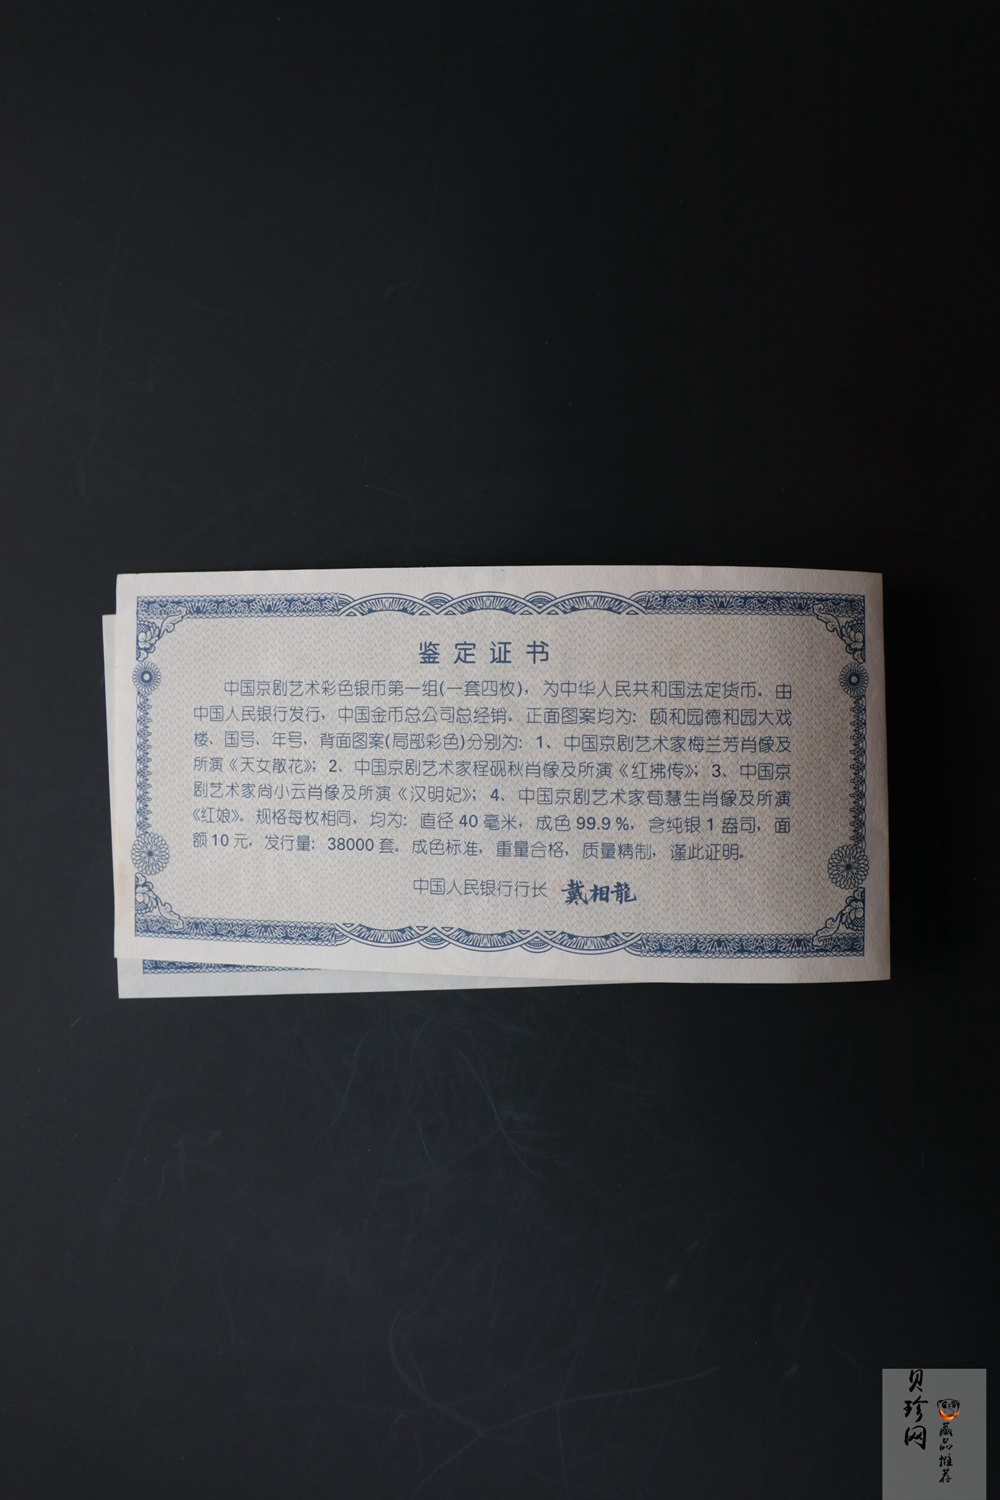 鉴定证书
中国京剧艺术彩色银币第一组(一套四枚)，为中华人民共和国法定货币。由
中国人民银行发行，中国金币总公司总经销。正面图案均为：颐和园德和园大戏
楼、国号、年号，背面图案(局部彩色)分别为：1、中国京剧艺术家梅兰芳肖像及
所演《天女散花》；2、中国京剧艺术家程砚秋肖像及所演《红拂传》；3、中国京
剧艺术家尚小云肖像及所演《汉明妃》；4、中国京剧艺术家荀慧生肖像及所演
《红娘》。规格每枚相同，均为：直径40毫米，成色99.9%，含纯银1盎司，面
额10元，发行量：38000套。成色标准，重量合格，质量精制，谨此证明。
中国人民银行行长 戴相龍
贝珍网
藏品推荐